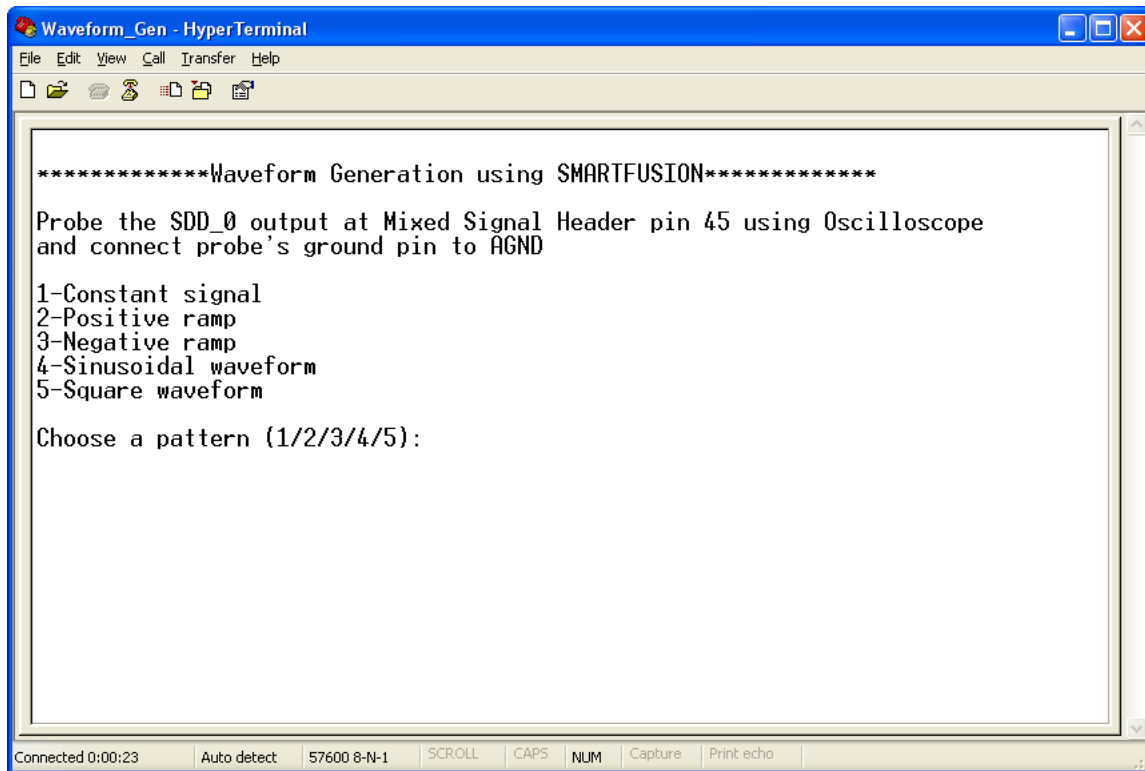 Waveform_Gen - HyperTerminal
File Edit View Call Transfer Help
*************Waveform Generation using SMARTFUSION*************
Probe the SDD_0 output at Mixed Signal Header pin 45 using Oscilloscope
and connect probe's ground pin to AGND
1-Constant signal
2-Positive ramp
3-Negative ramp
4-Sinusoidal waveform
5-Square waveform
Choose a pattern (1/2/3/4/5):
Connected 0:00:23 Auto detect 57600 8-N-1 SCROLL CAPS NUM Capture Print echo